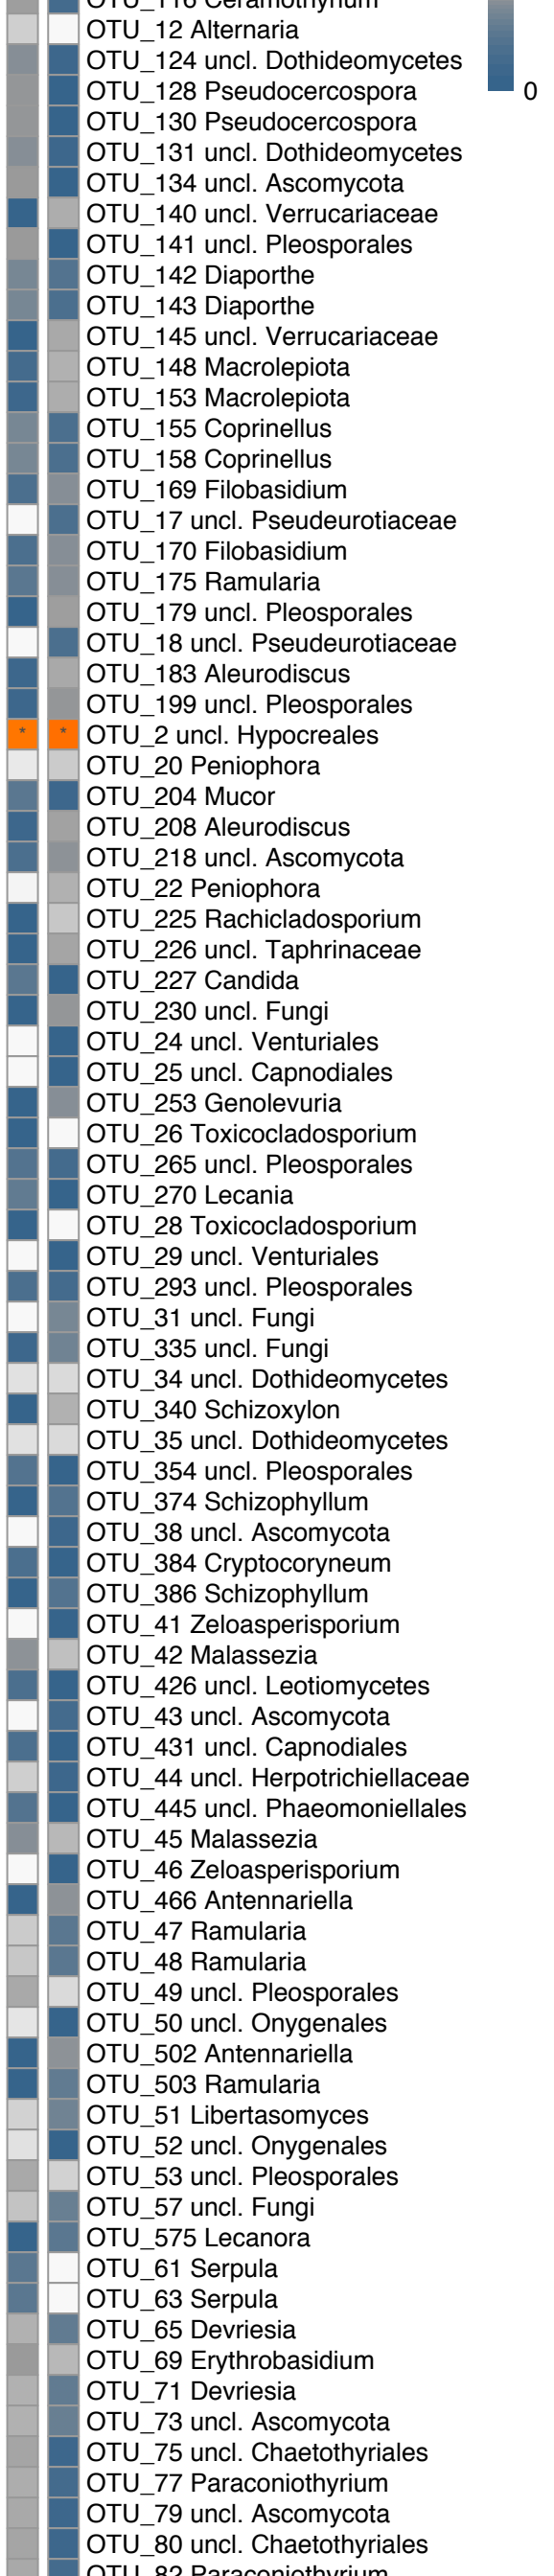 OTU_116 Ceramothyrium
OTU_12 Alternaria
OTU_124 uncl. Dothideomycetes
0
OTU_128 Pseudocercospora
OTU_130 Pseudocercospora
OTU_131 uncl. Dothideomycetes
OTU_134 uncl. Ascomycota
OTU_140 uncl. Verrucariaceae
OTU_141 uncl. Pleosporales
OTU_142 Diaporthe
OTU_143 Diaporthe
OTU_145 uncl. Verrucariaceae
OTU_148 Macrolepiota
OTU_153 Macrolepiota
OTU_155 Coprinellus
OTU_158 Coprinellus
OTU_169 Filobasidium
OTU_17 uncl. Pseudeurotiaceae
OTU_170 Filobasidium
OTU_175 Ramularia
OTU_179 uncl. Pleosporales
OTU_18 uncl. Pseudeurotiaceae
OTU_183 Aleurodiscus
OTU_199 uncl. Pleosporales
* * OTU_2 uncl. Hypocreales
OTU_20 Peniophora
OTU_204 Mucor
OTU_208 Aleurodiscus
OTU_218 uncl. Ascomycota
OTU_22 Peniophora
OTU_225 Rachicladosporium
OTU_226 uncl. Taphrinaceae
OTU_227 Candida
OTU_230 uncl. Fungi
OTU_24 uncl. Venturiales
OTU_25 uncl. Capnodiales
OTU_253 Genolevuria
OTU_26 Toxicocladosporium
OTU_265 uncl. Pleosporales
OTU_270 Lecania
OTU_28 Toxicocladosporium
OTU_29 uncl. Venturiales
OTU_293 uncl. Pleosporales
OTU_31 uncl. Fungi
OTU_335 uncl. Fungi
OTU_34 uncl. Dothideomycetes
OTU_340 Schizoxylon
OTU_35 uncl. Dothideomycetes
OTU_354 uncl. Pleosporales
OTU_374 Schizophyllum
OTU_38 uncl. Ascomycota
OTU_384 Cryptocoryneum
OTU_386 Schizophyllum
OTU_41 Zeloasperisporium
OTU_42 Malassezia
OTU_426 uncl. Leotiomycetes
OTU_43 uncl. Ascomycota
OTU_431 uncl. Capnodiales
OTU_44 uncl. Herpotrichiellaceae
OTU_445 uncl. Phaeomoniellales
OTU_45 Malassezia
OTU_46 Zeloasperisporium
OTU_466 Antennariella
OTU_47 Ramularia
OTU_48 Ramularia
OTU_49 uncl. Pleosporales
OTU_50 uncl. Onygenales
OTU_502 Antennariella
OTU_503 Ramularia
OTU_51 Libertasomyces
OTU_52 uncl. Onygenales
OTU_53 uncl. Pleosporales
OTU_57 uncl. Fungi
OTU_575 Lecanora
OTU_61 Serpula
OTU_63 Serpula
OTU_65 Devriesia
OTU_69 Erythrobasidium
OTU_71 Devriesia
OTU_73 uncl. Ascomycota
OTU_75 uncl. Chaetothyriales
OTU_77 Paraconiothyrium
OTU_79 uncl. Ascomycota
OTU_80 uncl. Chaetothyriales
OTU_82 Paraconiothyrium